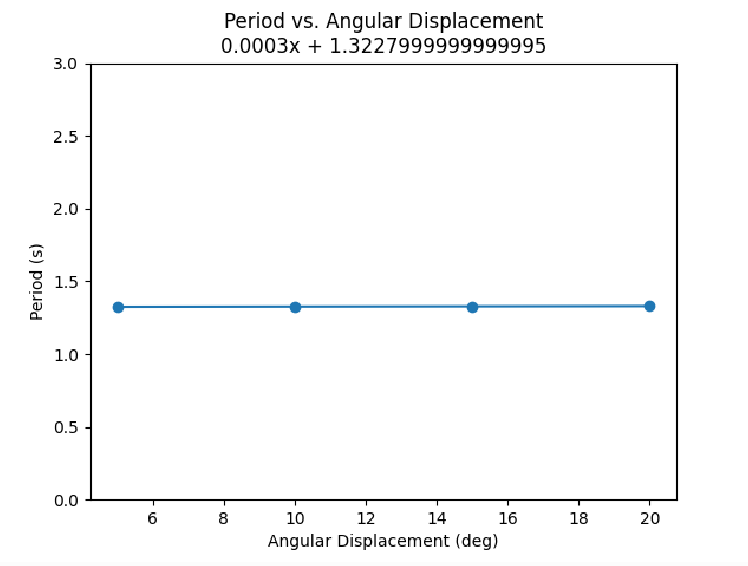 Period vs. Angular Displacement
0.0003x + 1.3227999999999995
3.0
2.5
2.0
1.5
1.0
0.5
0.0
Period (s)
6 8 10 12 14 16 18 20
Angular Displacement (deg)